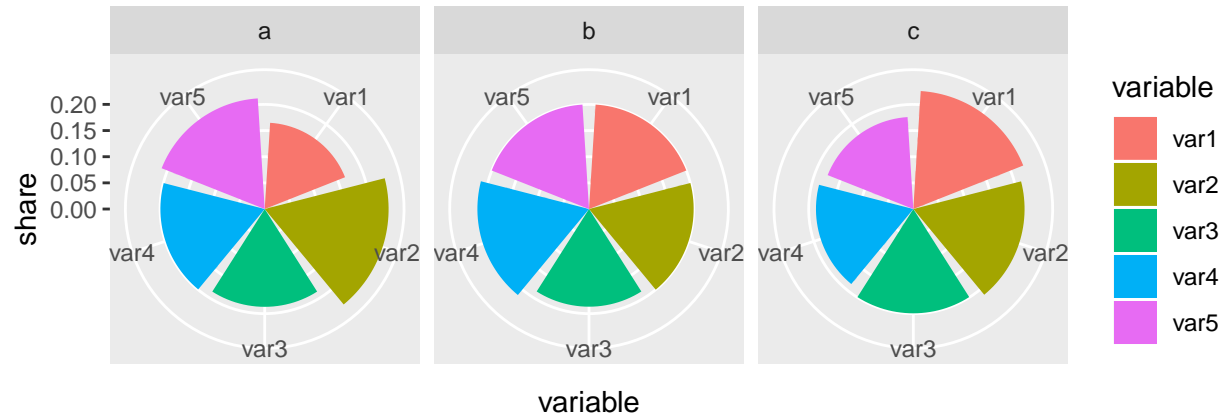 a
b
c
var5
var1
var4
var2
var3
var5
var1
var4
var2
var3
var5
var1
var4
var2
var3
0.20
0.15
0.10
0.05
0.00
share
variable
variable
var1
var2
var3
var4
var5